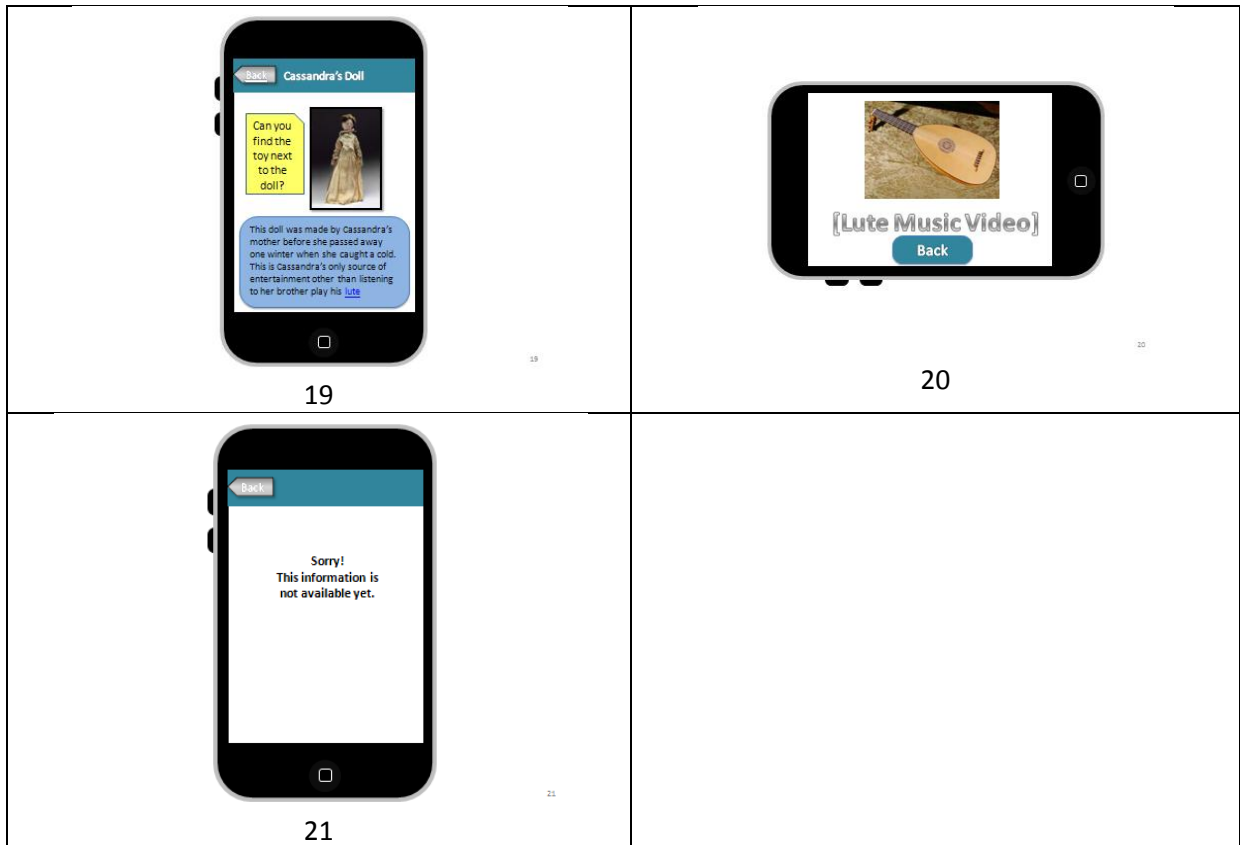 Back Cassandra's Doll
Can you
find the
toy next
to the
doll?
This doll was made by Cassandra's
mother before she passed away
one winter when she caught a cold.
This is Cassandra's only source of
entertainment other than listening
to her brother play his lute
19
19
[Lute Music Video]
Back
20
20
Back
Sorry!
This information is
not available yet.
21
21